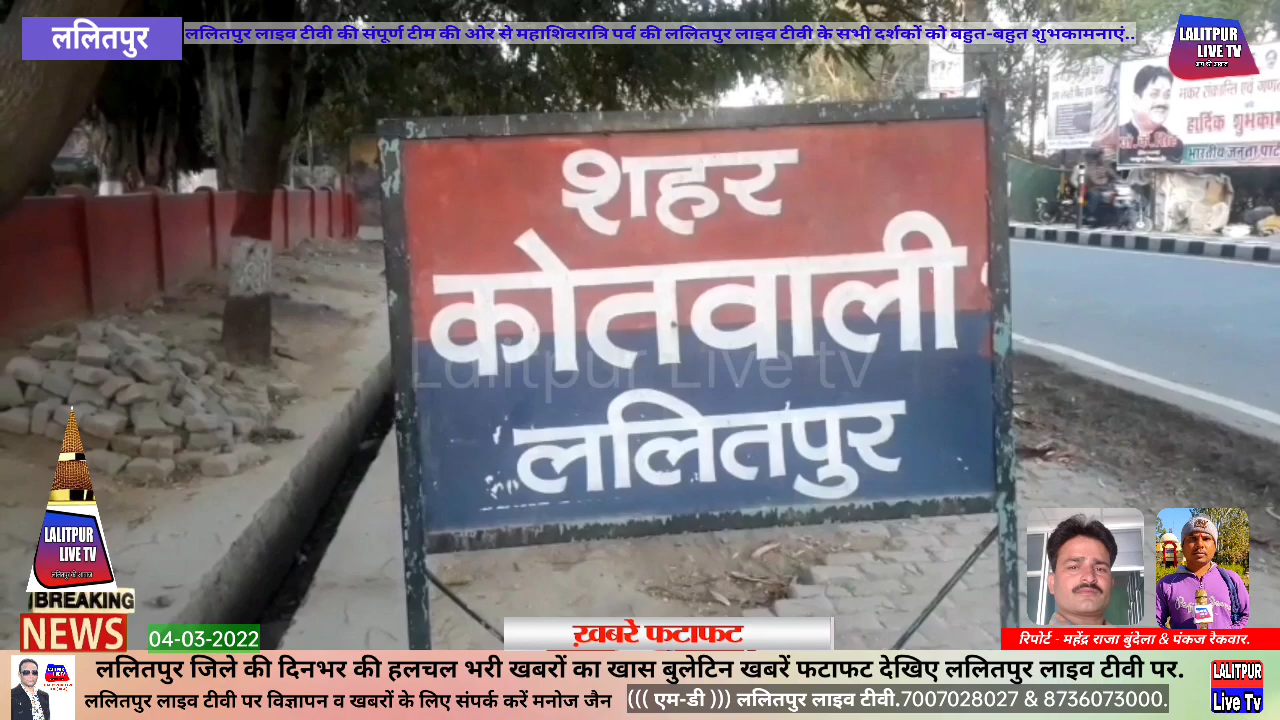 ललितपुर
ललितपुर लाइव टीवी की संपूर्ण टीम की ओर से महाशिवरात्रि पर्व की ललितपुर लाइव टीवी के सभी दर्शकों को बहुत-बहुत शुभकामनाएं..
LALITPUR
LIVE TV
हार्दिक शुभकाम
भारतीय जनता पार्टी
शहर
कोतवाली
ललितपुर
Lalitpur Live tv
LALITPUR
LIVE TV
BREAKING
NEWS
04-03-2022
ख़बरे फटाफट
रिपोर्ट - महेंद्र राजा बुंदेला & पंकज रैकवार.
ललितपुर जिले की दिनभर की हलचल भरी खबरों का खास बुलेटिन खबरें फटाफट देखिए ललितपुर लाइव टीवी पर.
ललितपुर लाइव टीवी पर विज्ञापन व खबरों के लिए संपर्क करें मनोज जैन ((( एम-डी ))) ललितपुर लाइव टीवी.7007028027 & 8736073000.
LALITPUR
Live Tv